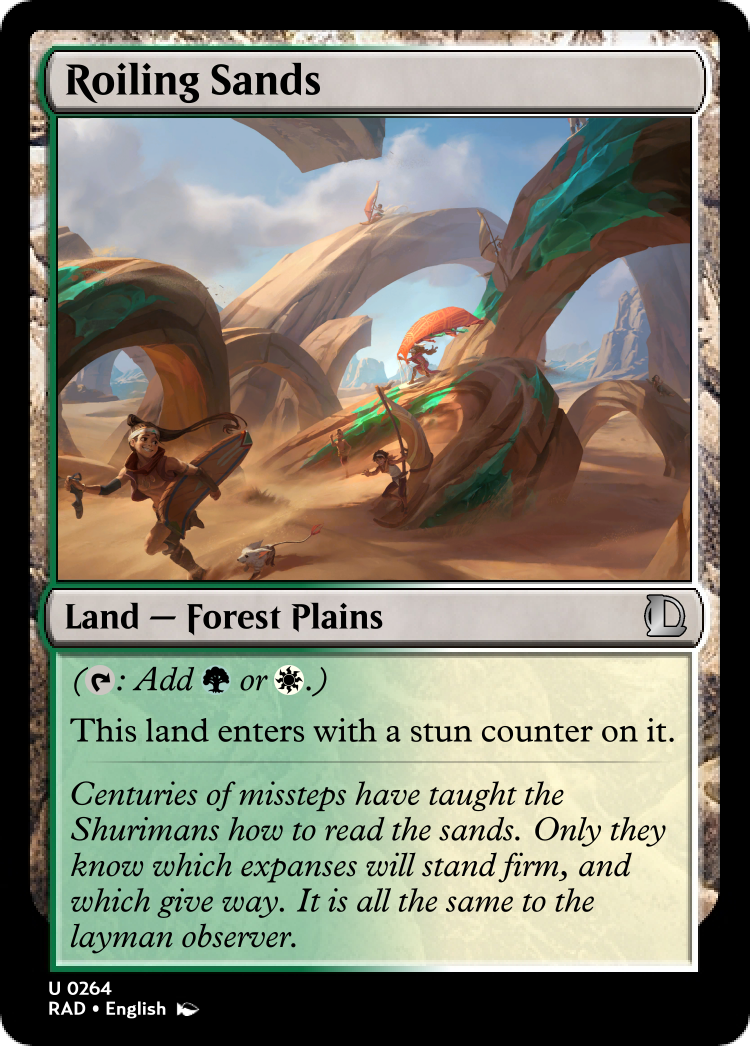 Roiling Sands
Land — Forest Plains
(: Add or .)
This land enters with a stun counter on it.
Centuries of missteps have taught the
Shurimans how to read the sands. Only they
know which expanses will stand firm, and
which give way. It is all the same to the
layman observer.
U 0264
RAD • English